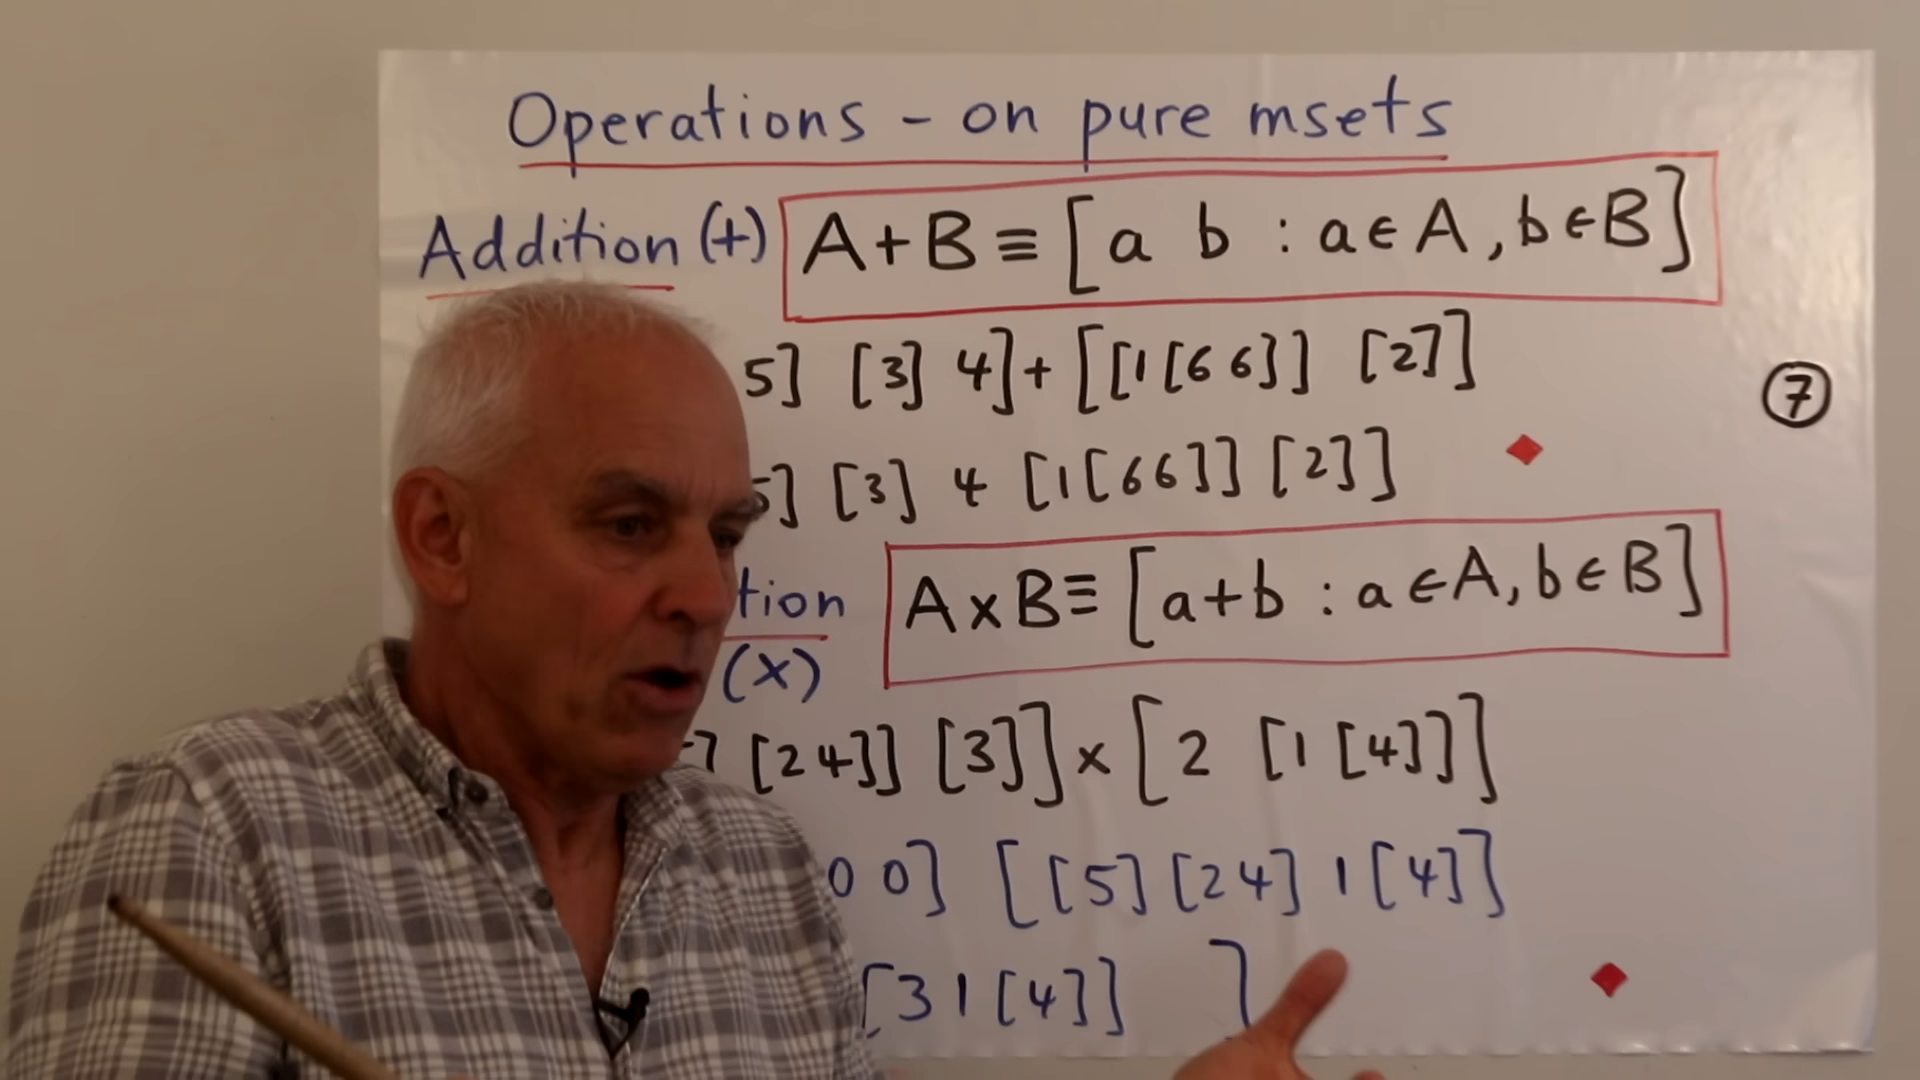 Operations - on pure msets
Addition (+) A+B ≡ [a b : a∈A, b∈B]
5] [3] 4] + [[1 [6 6]] [2]]
5] [3] 4 [1 [6 6]] [2]]
7
tion (x) A x B ≡ [a+b : a∈A, b∈B]
[2 4]] [3]] x [2 [1 [4]]]
0 0] [[5] [2 4] 1 [4]]
[3 1 [4]] ]